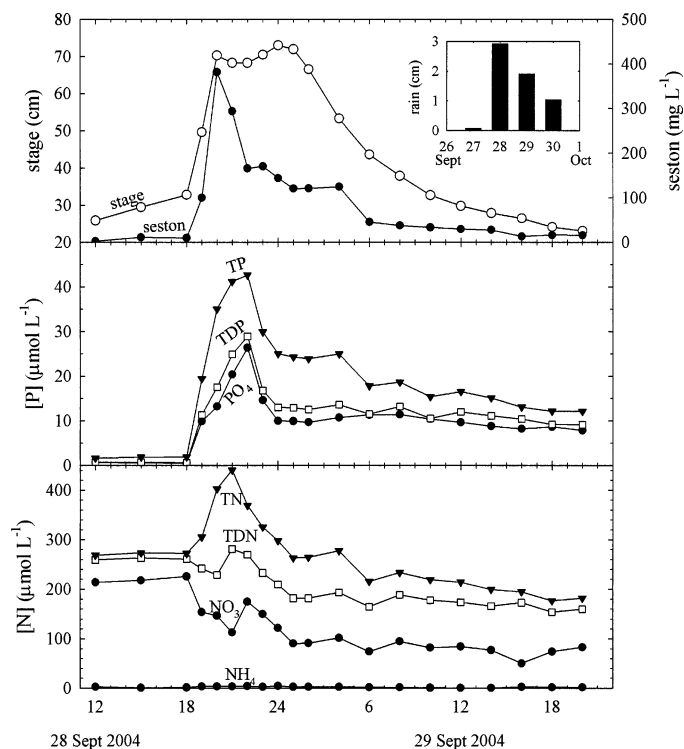 80
70
60
50
40
30
20
stage (cm)
500
400
300
200
100
0
seston (mg L⁻¹)
3
2
1
0
rain (cm)
26 27 28 29 30 1
Sept Oct
stage
seston
50
40
30
20
10
0
[P] (μmol L⁻¹)
TP
TDP
PO₄
400
300
200
100
0
[N] (μmol L⁻¹)
TN
TDN
NO₃
NH₄
12 18 24 6 12 18
28 Sept 2004 29 Sept 2004